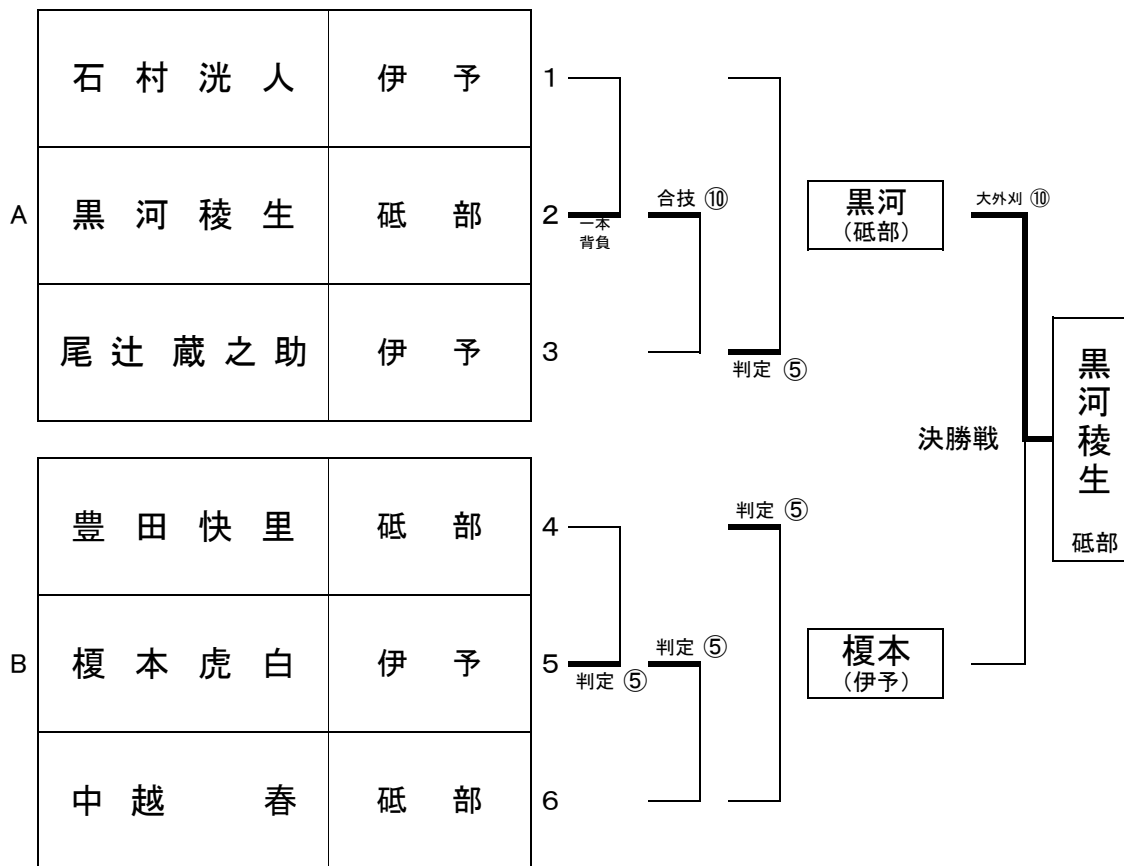 石村洸人 伊予 1
A 黒河稜生 砥部 2
尾辻蔵之助 伊予 3
一本
背負
合技 ⑩
判定 ⑤
黒河
（砥部）
大外刈 ⑩
決勝戦
黒河稜生
砥部
豊田快里 砥部 4
B 榎本虎白 伊予 5
中越 春 砥部 6
判定 ⑤
判定 ⑤
判定 ⑤
榎本
（伊予）